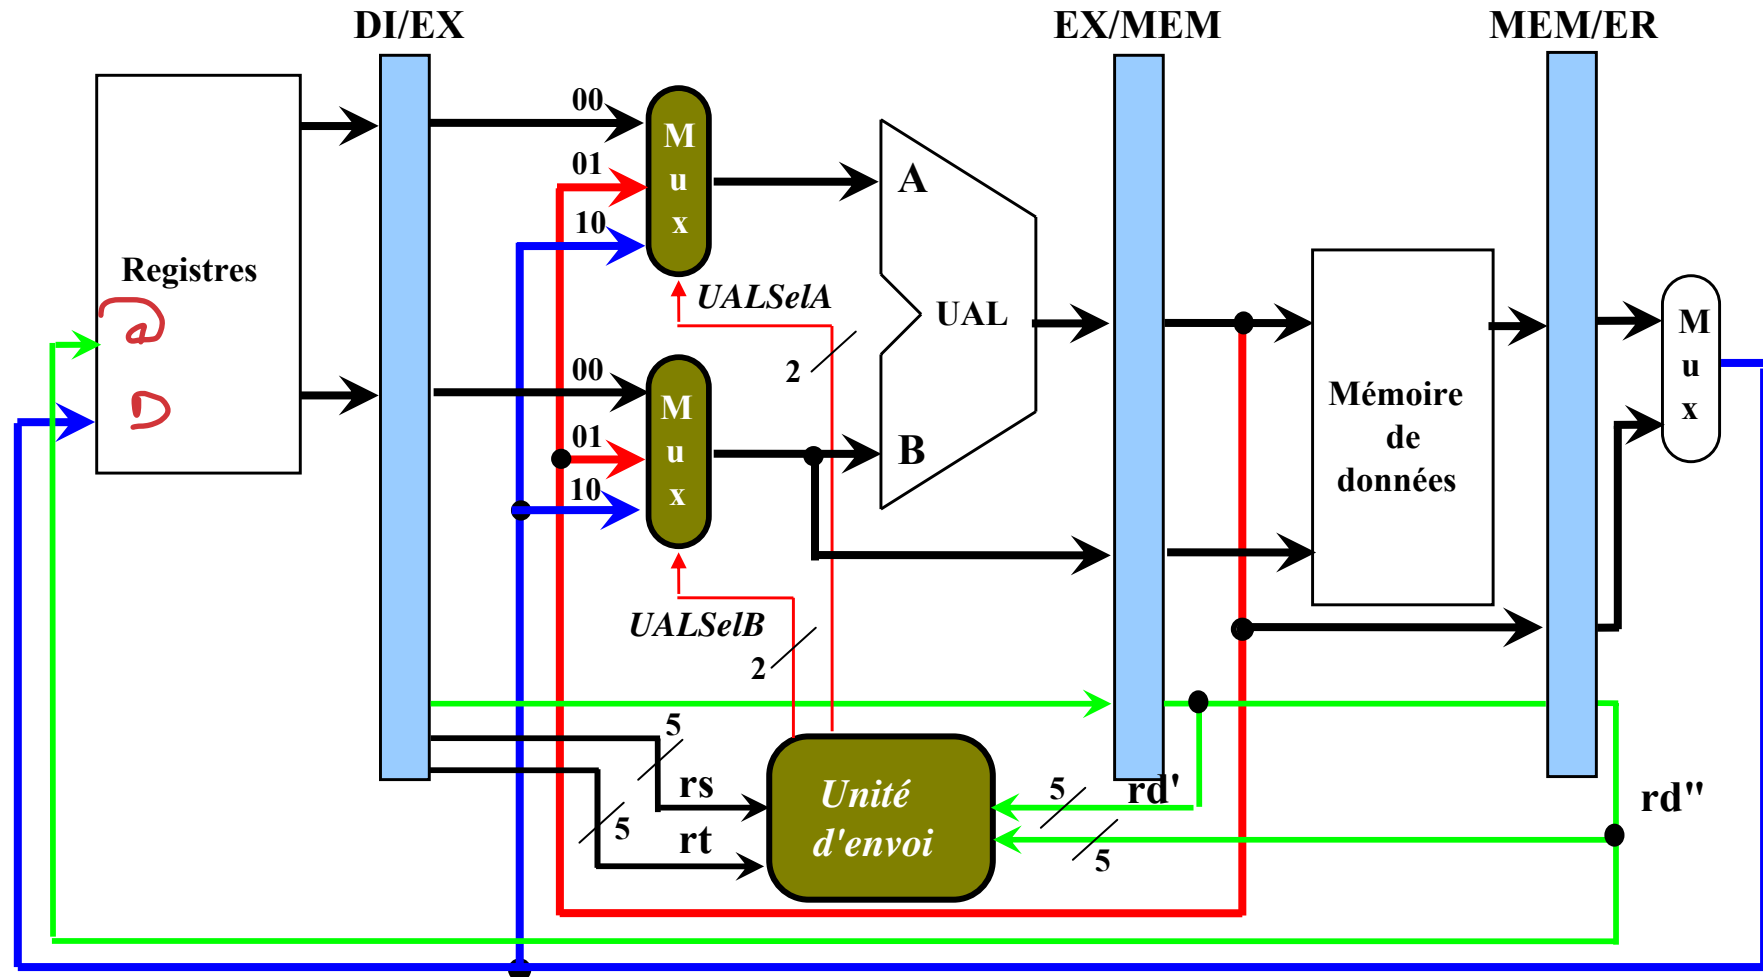 DI/EX
EX/MEM
MEM/ER
00
01
10
M
u
x
A
Registres
UALSelA
2
UAL
00
01
10
M
u
x
B
Mémoire
de
données
M
u
x
UALSelB
2
5
rs
5
rt
Unité
d'envoi
5
rd'
5
rd"